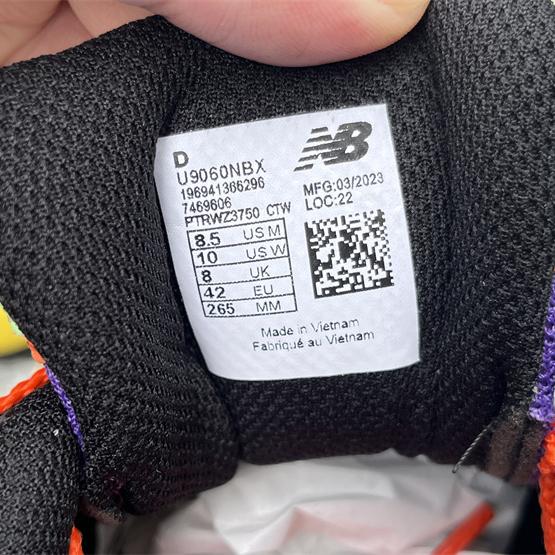 D
U9060NBX
196941366296
7469606
PTRWZ3750 CTW
NB
MFG:03/2023
LOC:22
8.5 US M
10 US W
8 UK
42 EU
265 MM
Made in Vietnam
Fabriqué au Vietnam